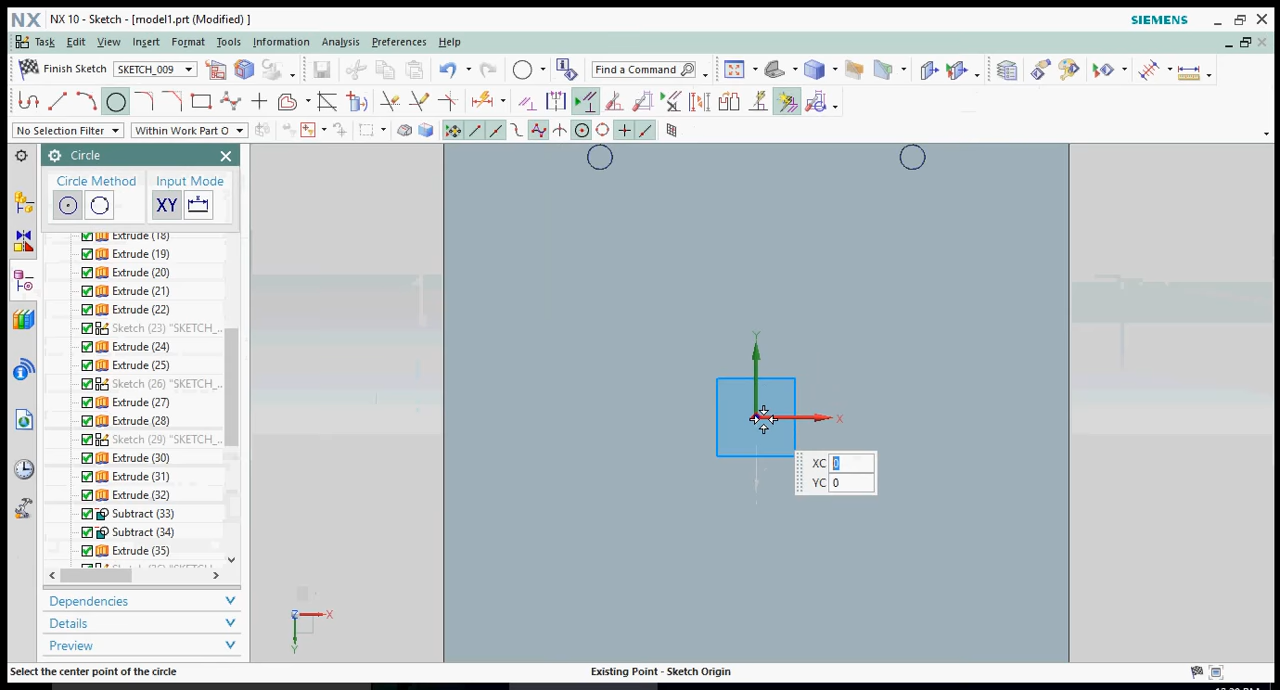 NX NX 10 - Sketch - [model1.prt (Modified) ] SIEMENS
Task Edit View Insert Format Tools Information Analysis Preferences Help
Finish Sketch SKETCH_009 Find a Command
No Selection Filter Within Work Part O
Circle
Circle Method Input Mode
XY
Extrude (18)
Extrude (19)
Extrude (20)
Extrude (21)
Extrude (22)
Sketch (23) "SKETCH_...
Extrude (24)
Extrude (25)
Sketch (26) "SKETCH_...
Extrude (27)
Extrude (28)
Sketch (29) "SKETCH_...
Extrude (30)
Extrude (31)
Extrude (32)
Subtract (33)
Subtract (34)
Extrude (35)
Dependencies
Details
Preview
Y
X
XC 0
YC 0
Z X
Y
Select the center point of the circle Existing Point - Sketch Origin